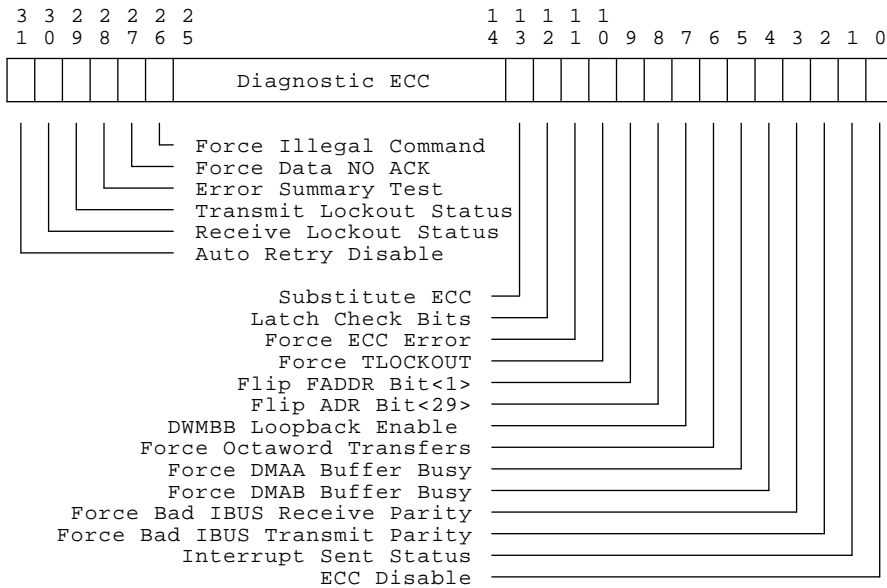 3 3 2 2 2 2 2 1 1 1 1 1
1 0 9 8 7 6 5 4 3 2 1 0 9 8 7 6 5 4 3 2 1 0
Diagnostic ECC
Force Illegal Command
Force Data NO ACK
Error Summary Test
Transmit Lockout Status
Receive Lockout Status
Auto Retry Disable
Substitute ECC
Latch Check Bits
Force ECC Error
Force TLOCKOUT
Flip FADDR Bit<1>
Flip ADR Bit<29>
DWMBB Loopback Enable
Force Octaword Transfers
Force DMAA Buffer Busy
Force DMAB Buffer Busy
Force Bad IBUS Receive Parity
Force Bad IBUS Transmit Parity
Interrupt Sent Status
ECC Disable